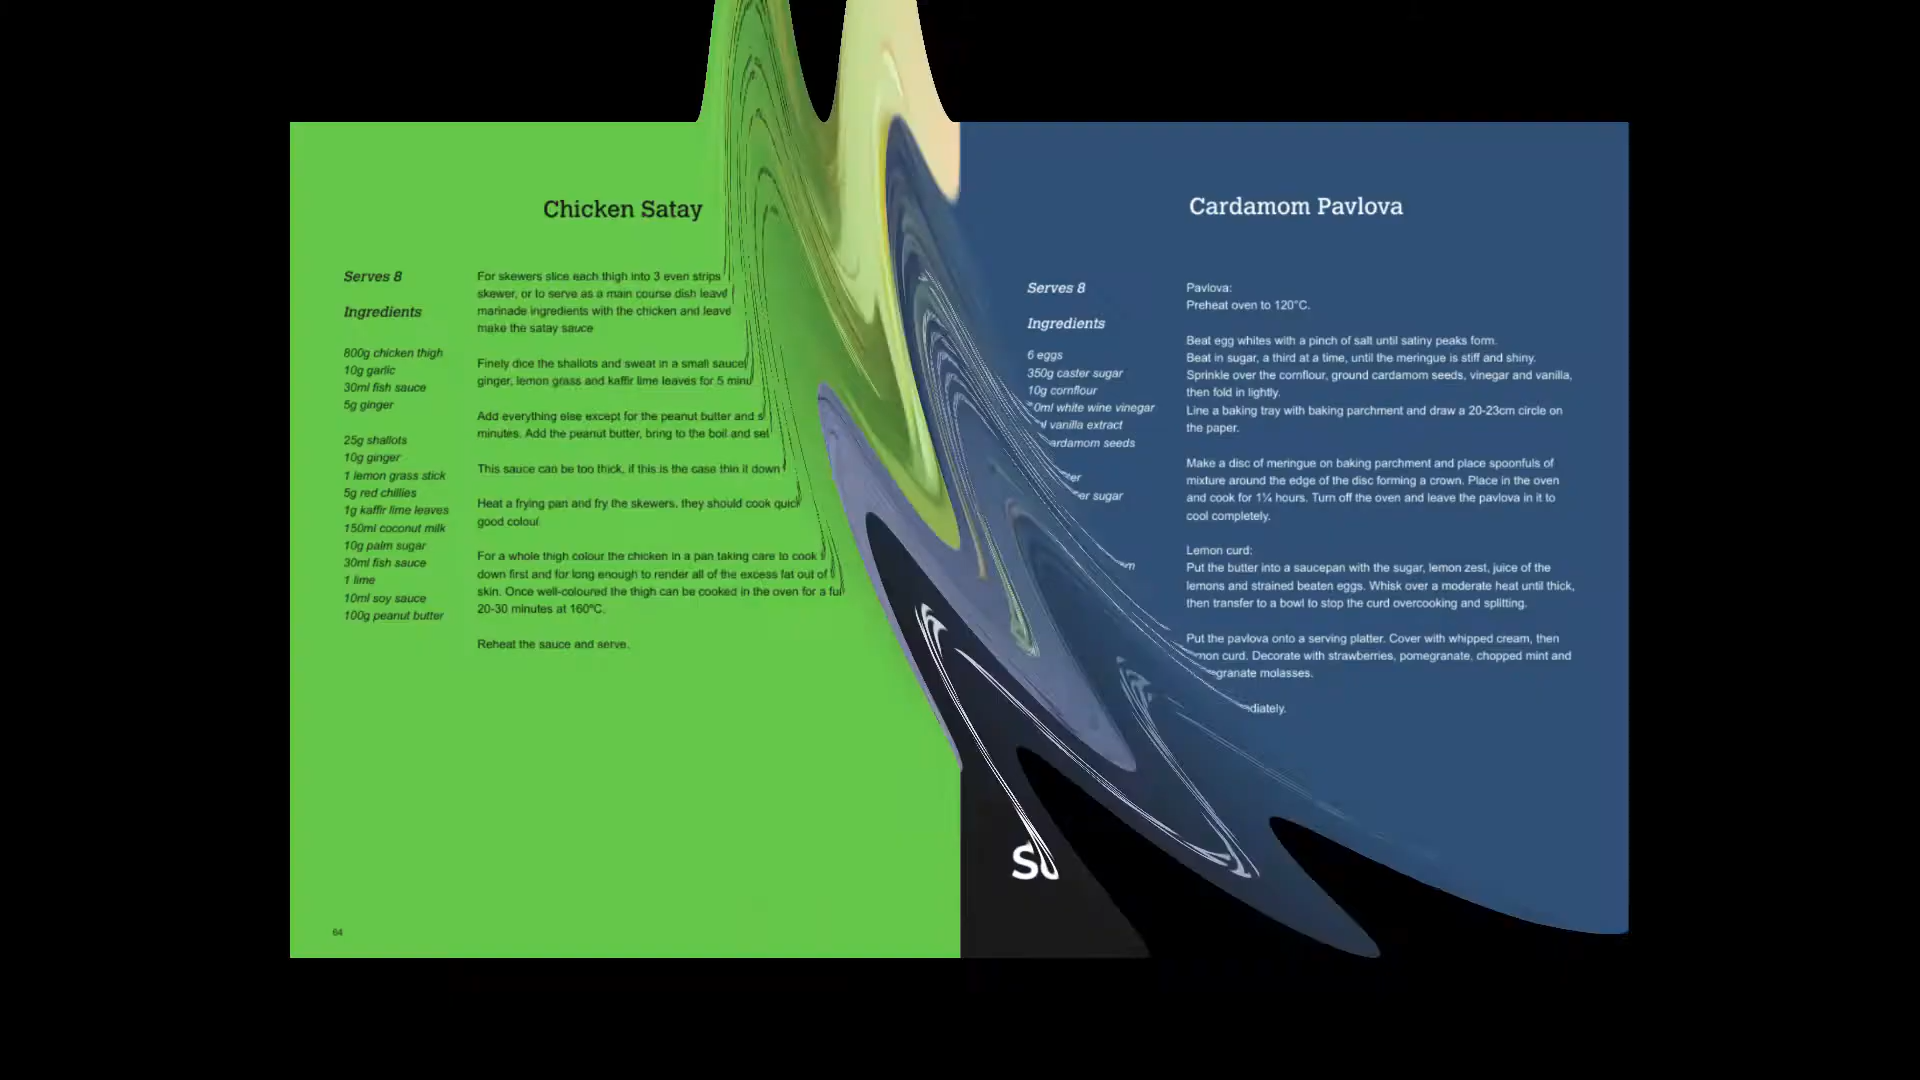 Chicken Satay
Serves 8
Ingredients
800g chicken thigh
10g garlic
30ml fish sauce
5g ginger
25g shallots
10g ginger
1 lemon grass stick
5g red chillies
1g kaffir lime leaves
150ml coconut milk
10g palm sugar
30ml fish sauce
1 lime
10ml soy sauce
100g peanut butter
For skewers slice each thigh into 3 even strips
skewer, or to serve as a main course dish leave
marinade ingredients with the chicken and leave
make the satay sauce
Finely dice the shallots and sweat in a small sauce
ginger, lemon grass and kaffir lime leaves for 5 minu
Add everything else except for the peanut butter and s
minutes. Add the peanut butter, bring to the boil and set
This sauce can be too thick, if this is the case thin it down
Heat a frying pan and fry the skewers, they should cook quick
good colour
For a whole thigh colour the chicken in a pan taking care to cook
down first and for long enough to render all of the excess fat out of
skin. Once well-coloured the thigh can be cooked in the oven for a
20-30 minutes at 160ºC.
Reheat the sauce and serve.
64
Cardamom Pavlova
Serves 8
Ingredients
6 eggs
350g caster sugar
10g cornflour
0ml white wine vinegar
vanilla extract
ardamom seeds
er sugar
Pavlova:
Preheat oven to 120°C.
Beat egg whites with a pinch of salt until satiny peaks form.
Beat in sugar, a third at a time, until the meringue is stiff and shiny.
Sprinkle over the cornflour, ground cardamom seeds, vinegar and vanilla,
then fold in lightly.
Line a baking tray with baking parchment and draw a 20-23cm circle on
the paper.
Make a disc of meringue on baking parchment and place spoonfuls of
mixture around the edge of the disc forming a crown. Place in the oven
and cook for 1¼ hours. Turn off the oven and leave the pavlova in it to
cool completely.
Lemon curd:
Put the butter into a saucepan with the sugar, lemon zest, juice of the
lemons and strained beaten eggs. Whisk over a moderate heat until thick,
then transfer to a bowl to stop the curd overcooking and splitting.
Put the pavlova onto a serving platter. Cover with whipped cream, then
mon curd. Decorate with strawberries, pomegranate, chopped mint and
egranate molasses.
diately.